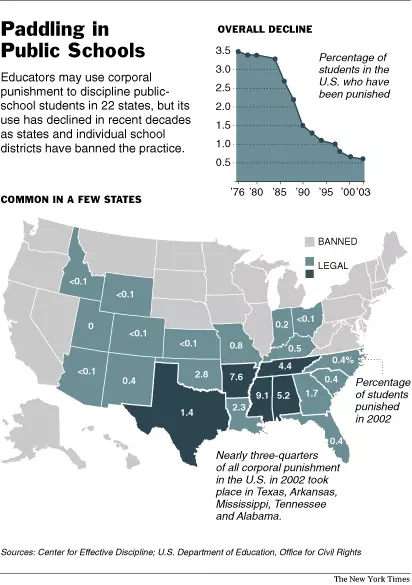 Paddling in
Public Schools
Educators may use corporal
punishment to discipline public-
school students in 22 states, but its
use has declined in recent decades
as states and individual school
districts have banned the practice.
OVERALL DECLINE
3.5
3.0
2.5
2.0
1.5
1.0
0.5
Percentage of
students in the
U.S. who have
been punished
'76 '80 '85 '90 '95 '00 '03
COMMON IN A FEW STATES
BANNED
LEGAL
<0.1
<0.1
0
<0.1
<0.1
0.8
0.2
<0.1
0.5
<0.1
0.4
2.8
7.6
4.4
0.4%
0.4
1.4
2.3
9.1
5.2
1.7
0.4
Percentage
of students
punished
in 2002
Nearly three-quarters
of all corporal punishment
in the U.S. in 2002 took
place in Texas, Arkansas,
Mississippi, Tennessee
and Alabama.
Sources: Center for Effective Discipline; U.S. Department of Education, Office for Civil Rights
The New York Times